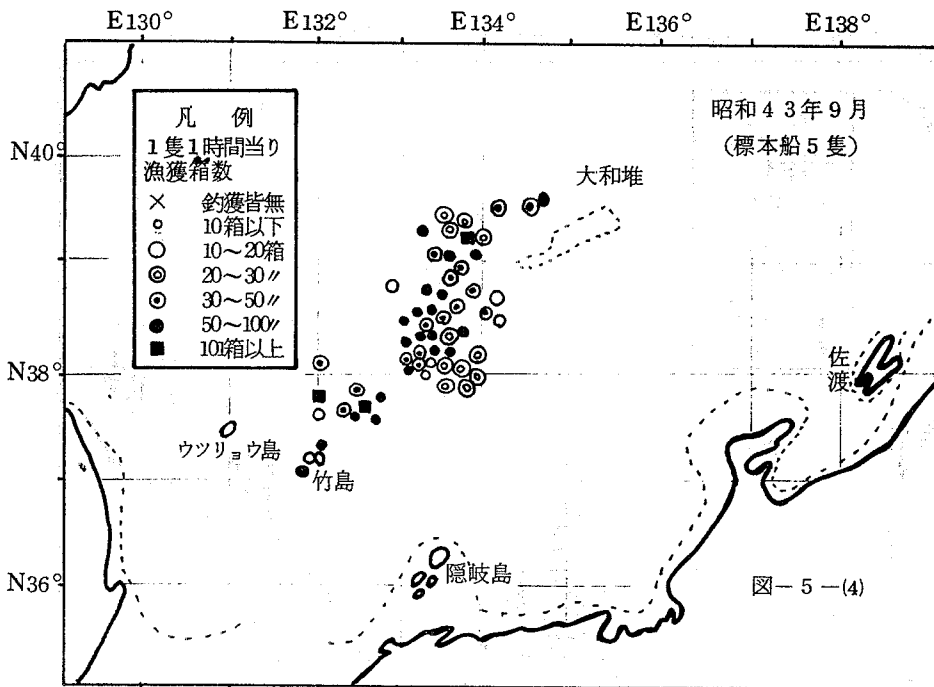 E130° E132° E134° E136° E138°
N40°
N38°
N36°
凡 例
1隻1時間当り
漁獲箱数
× 釣獲皆無
10箱以下
10〜20箱
20〜30〃
30〜50〃
50〜100〃
101箱以上
昭和43年9月
(標本船5隻)
大和堆
佐渡
ウツリョウ島
竹島
隠岐島
図-5-(4)